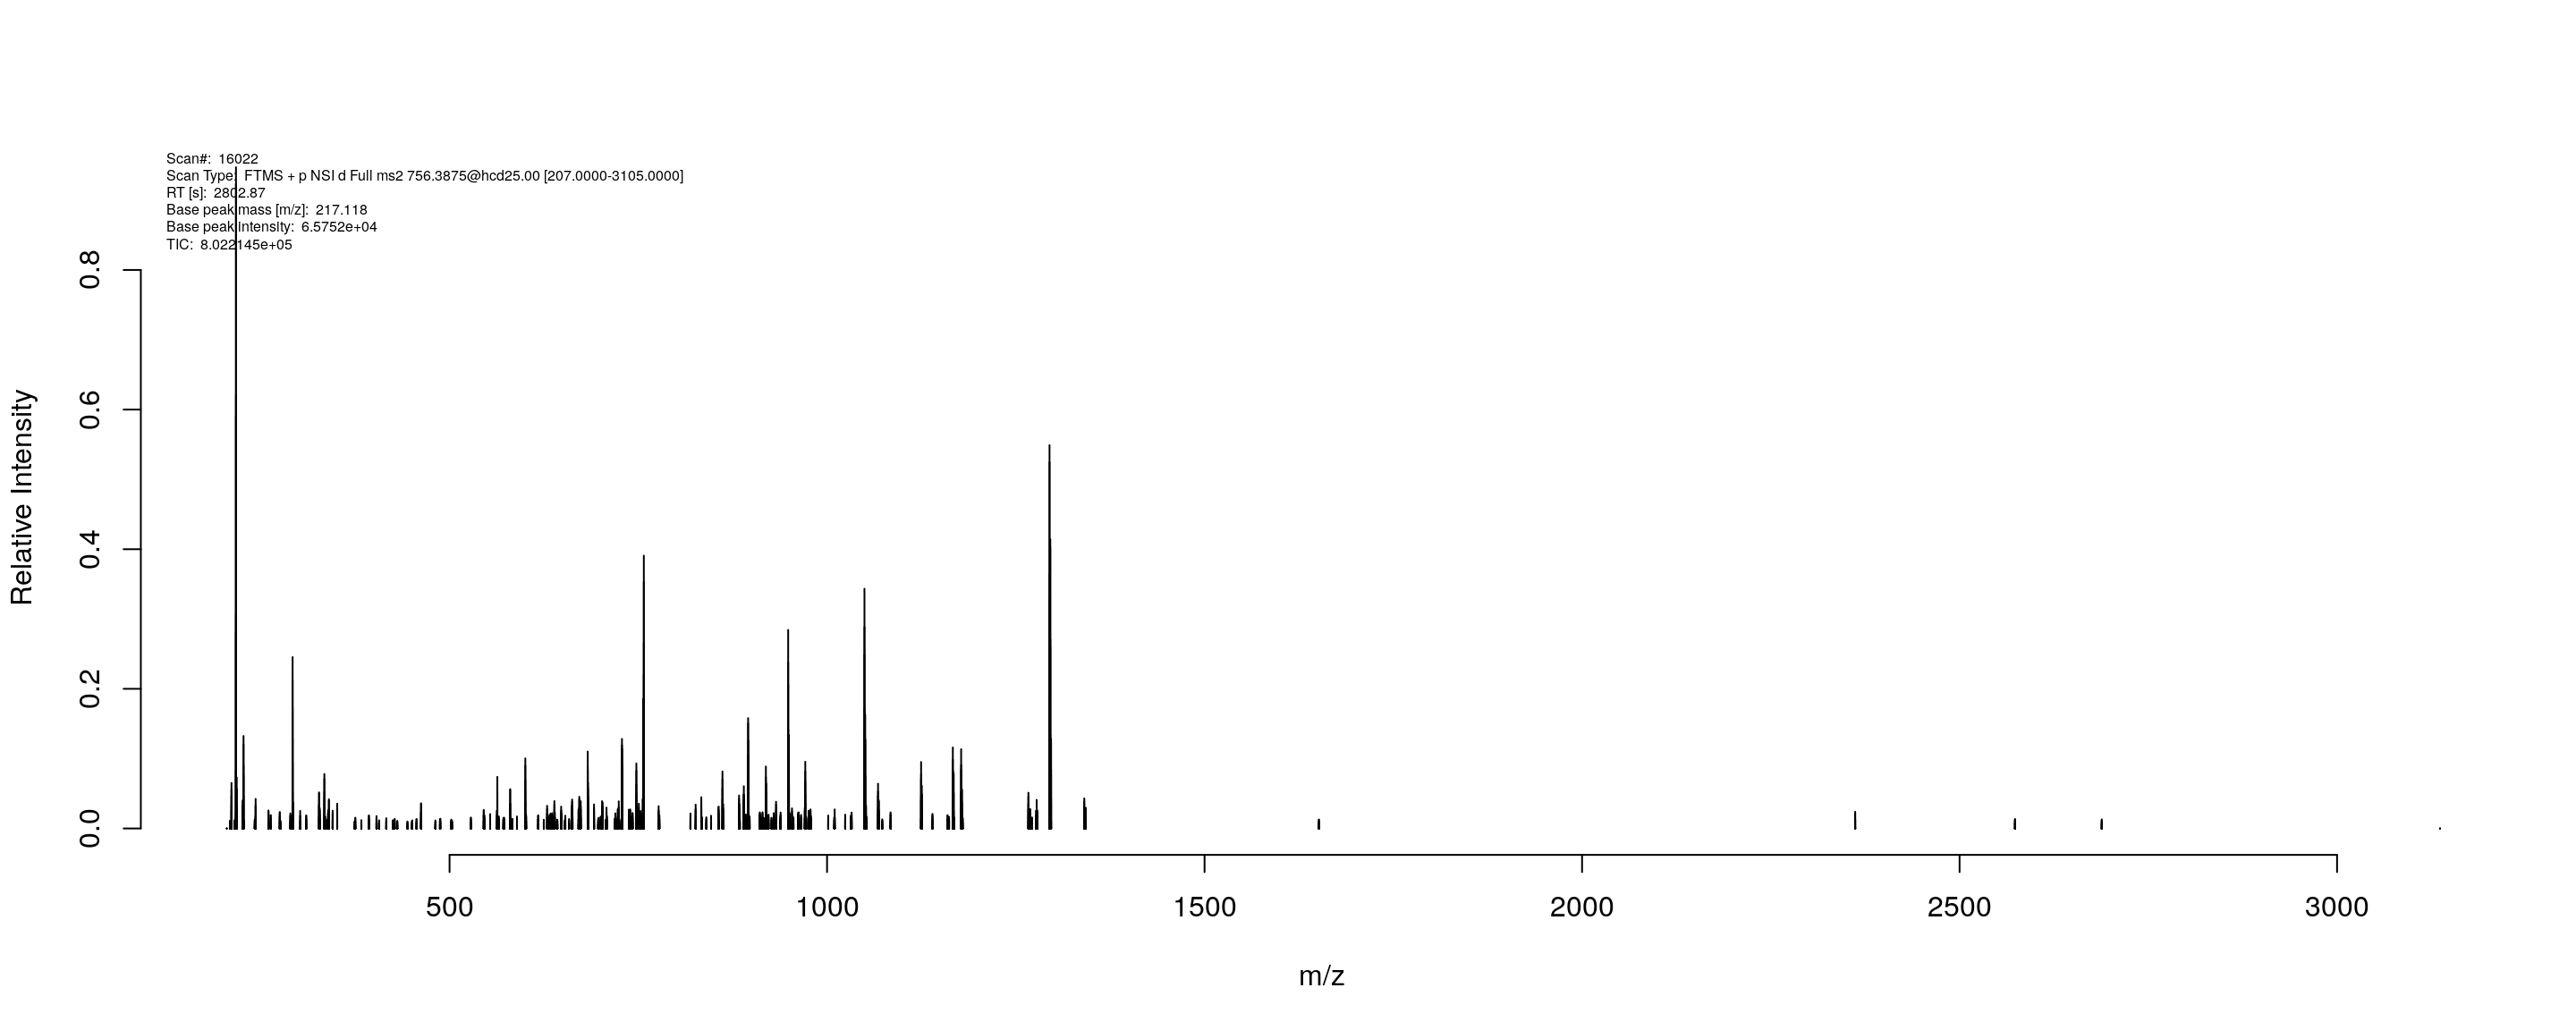 Scan#: 16022
Scan Type: FTMS + p NSI d Full ms2 756.3875@hcd25.00 [207.0000-3105.0000]
RT [s]: 2802.87
Base peak mass [m/z]: 217.118
Base peak intensity: 6.5752e+04
TIC: 8.022145e+05
0.8
0.6
0.4
0.2
0.0
Relative Intensity
500 1000 1500 2000 2500 3000
m/z